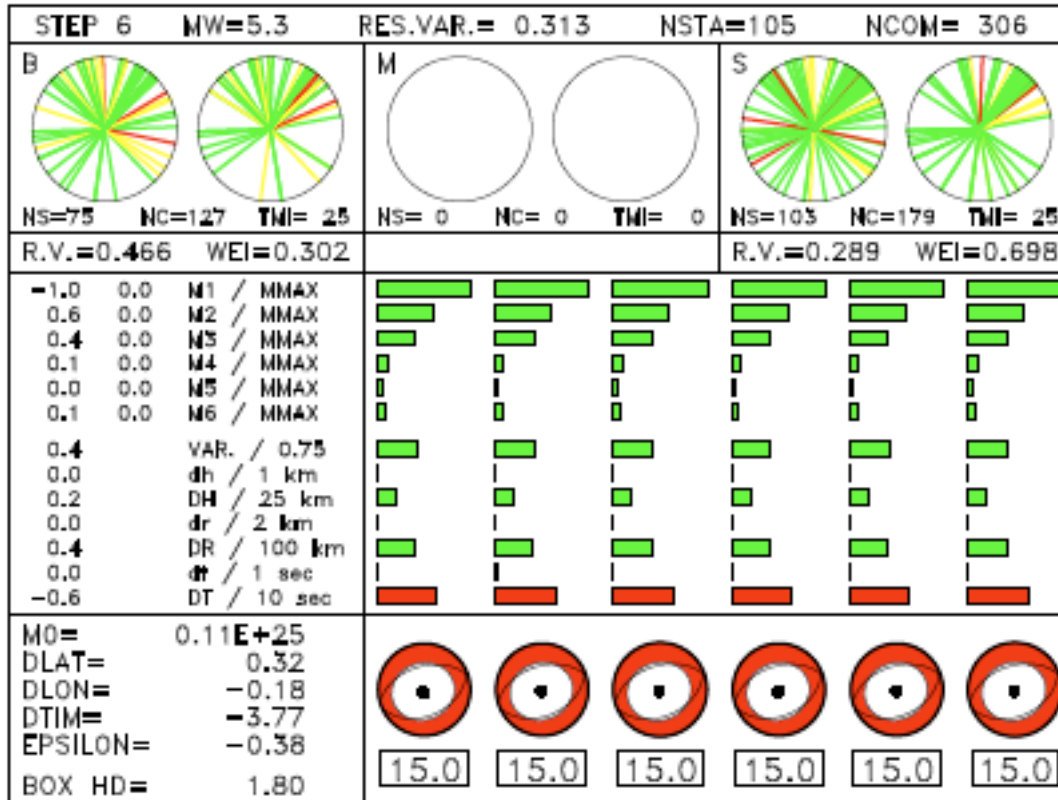 STEP 6 MW=5.3 RES.VAR.= 0.313 NSTA=105 NCOM= 306
B M S
NS=75 NC=127 TMI= 25 NS= 0 NC= 0 TMI= 0 NS=103 NC=179 TMI= 25
R.V.=0.466 WEI=0.302 R.V.=0.289 WEI=0.698
-1.0 0.0 M1 / MMAX
0.6 0.0 M2 / MMAX
0.4 0.0 M3 / MMAX
0.1 0.0 M4 / MMAX
0.0 0.0 M5 / MMAX
0.1 0.0 M6 / MMAX
0.4 VAR. / 0.75
0.0 dh / 1 km
0.2 DH / 25 km
0.0 dr / 2 km
0.4 DR / 100 km
0.0 dt / 1 sec
-0.6 DT / 10 sec
M0= 0.11E+25
DLAT= 0.32
DLON= -0.18
DTIM= -3.77
EPSILON= -0.38
BOX HD= 1.80
15.0 15.0 15.0 15.0 15.0 15.0